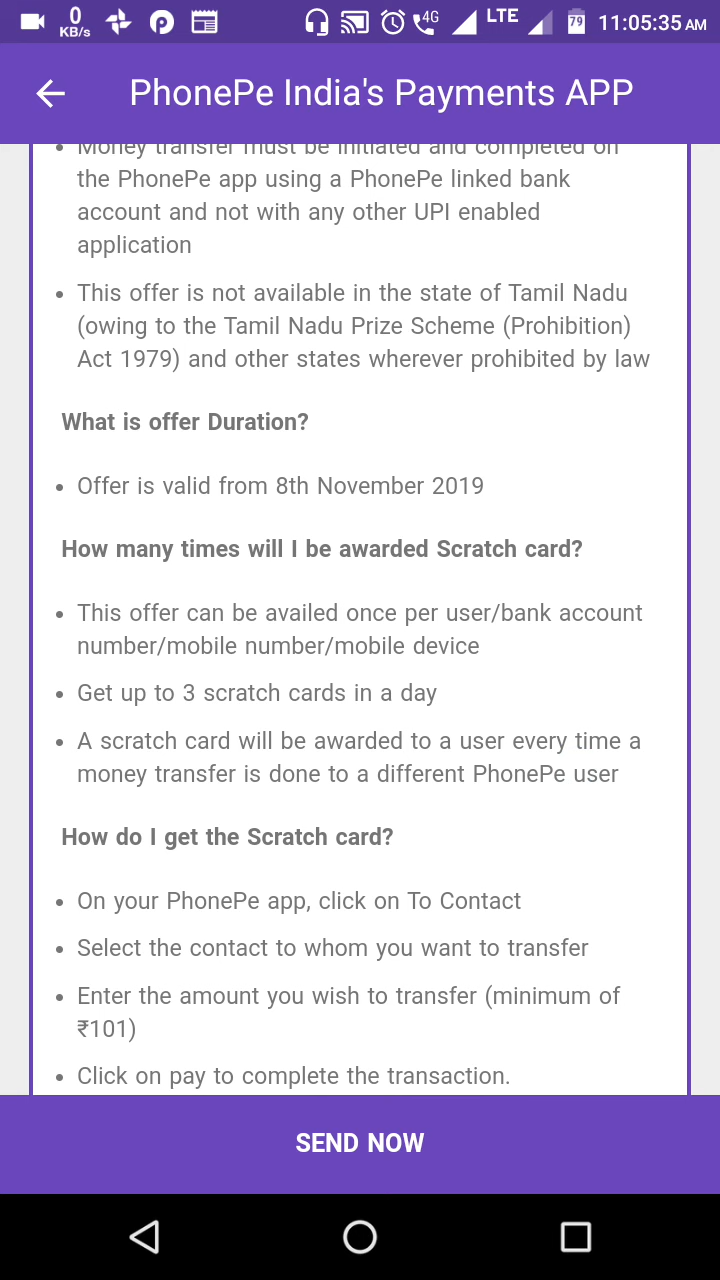 0
KB/s
4G
LTE
79
11:05:35 AM
PhonePe India's Payments APP
• Money transfer must be initiated and completed on
the PhonePe app using a PhonePe linked bank
account and not with any other UPI enabled
application
• This offer is not available in the state of Tamil Nadu
(owing to the Tamil Nadu Prize Scheme (Prohibition)
Act 1979) and other states wherever prohibited by law
What is offer Duration?
• Offer is valid from 8th November 2019
How many times will I be awarded Scratch card?
• This offer can be availed once per user/bank account
number/mobile number/mobile device
• Get up to 3 scratch cards in a day
• A scratch card will be awarded to a user every time a
money transfer is done to a different PhonePe user
How do I get the Scratch card?
• On your PhonePe app, click on To Contact
• Select the contact to whom you want to transfer
• Enter the amount you wish to transfer (minimum of
₹101)
• Click on pay to complete the transaction.
SEND NOW